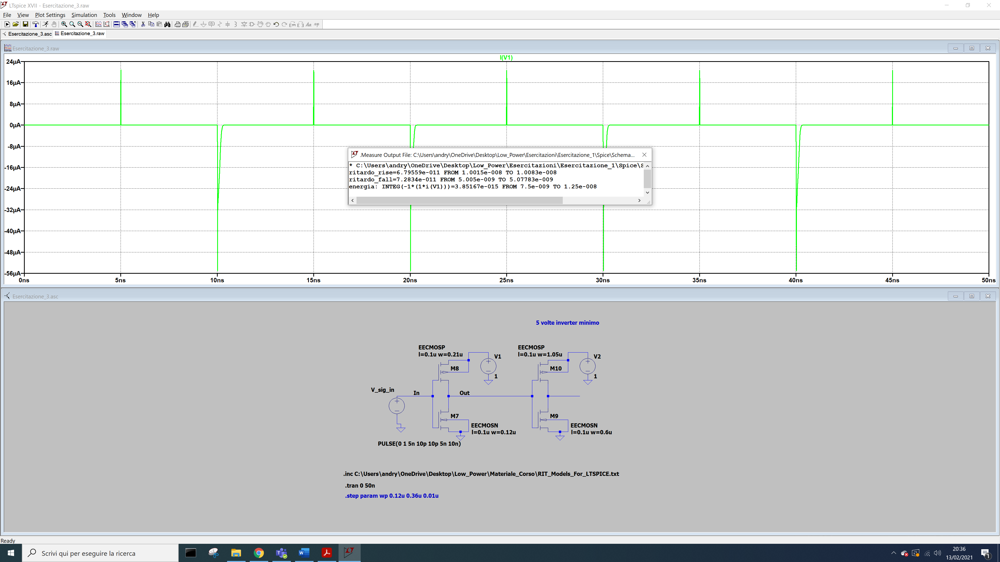 LTspice XVII - Esercitazione_3.raw
File View Plot Settings Simulation Tools Window Help
Esercitazione_3.asc Esercitazione_3.raw
Esercitazione_3.raw
I(V1)
24µA
16µA
8µA
0µA
-8µA
-16µA
-24µA
-32µA
-40µA
-48µA
-56µA
0ns 5ns 10ns 15ns 20ns 25ns 30ns 35ns 40ns 45ns 50ns
.Measure Output File: C:\Users\andry\OneDrive\Desktop\Low_Power\Esercitazioni\Esercitazione_1\Spice\Schema...
* C:\Users\andry\OneDrive\Desktop\Low_Power\Esercitazioni\Esercitazione_1\Spice\S
ritardo_rise=6.79559e-011 FROM 1.0015e-008 TO 1.0083e-008
ritardo_fall=7.2834e-011 FROM 5.005e-009 TO 5.07783e-009
energia: INTEG(-1*(1*i(V1)))=3.85167e-015 FROM 7.5e-009 TO 1.25e-008
Esercitazione_3.asc
5 volte inverter minimo
EECMOSP
l=0.1u w=0.21u
V1
M8
1
EECMOSP
l=0.1u w=1.05u
V2
M10
1
V_sig_in
In
Out
M7
EECMOSN
l=0.1u w=0.12u
M9
EECMOSN
l=0.1u w=0.6u
PULSE(0 1 5n 10p 10p 5n 10n)
.inc C:\Users\andry\OneDrive\Desktop\Low_Power\Materiale_Corso\RIT_Models_For_LTSPICE.txt
.tran 0 50n
.step param wp 0.12u 0.36u 0.01u
Ready
Scrivi qui per eseguire la ricerca
20:36
13/02/2021
1